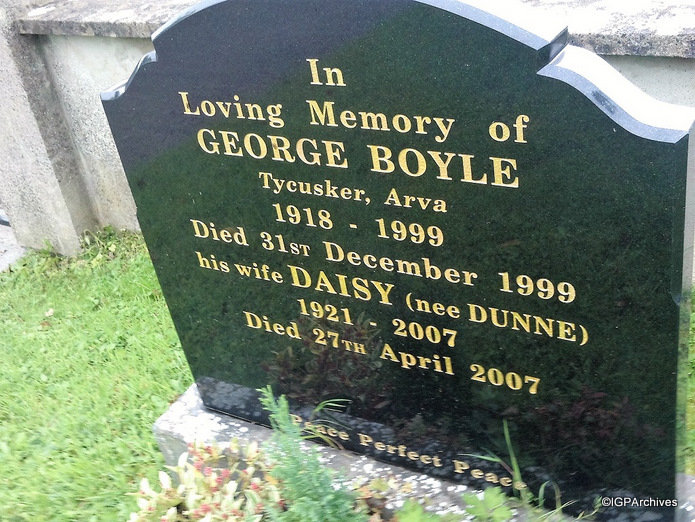 In
Loving Memory of
GEORGE BOYLE
Tycusker, Arva
1918 - 1999
Died 31ST December 1999
his wife DAISY (nee DUNNE)
1921 - 2007
Died 27TH April 2007
Peace Perfect Peace
©IGPArchives